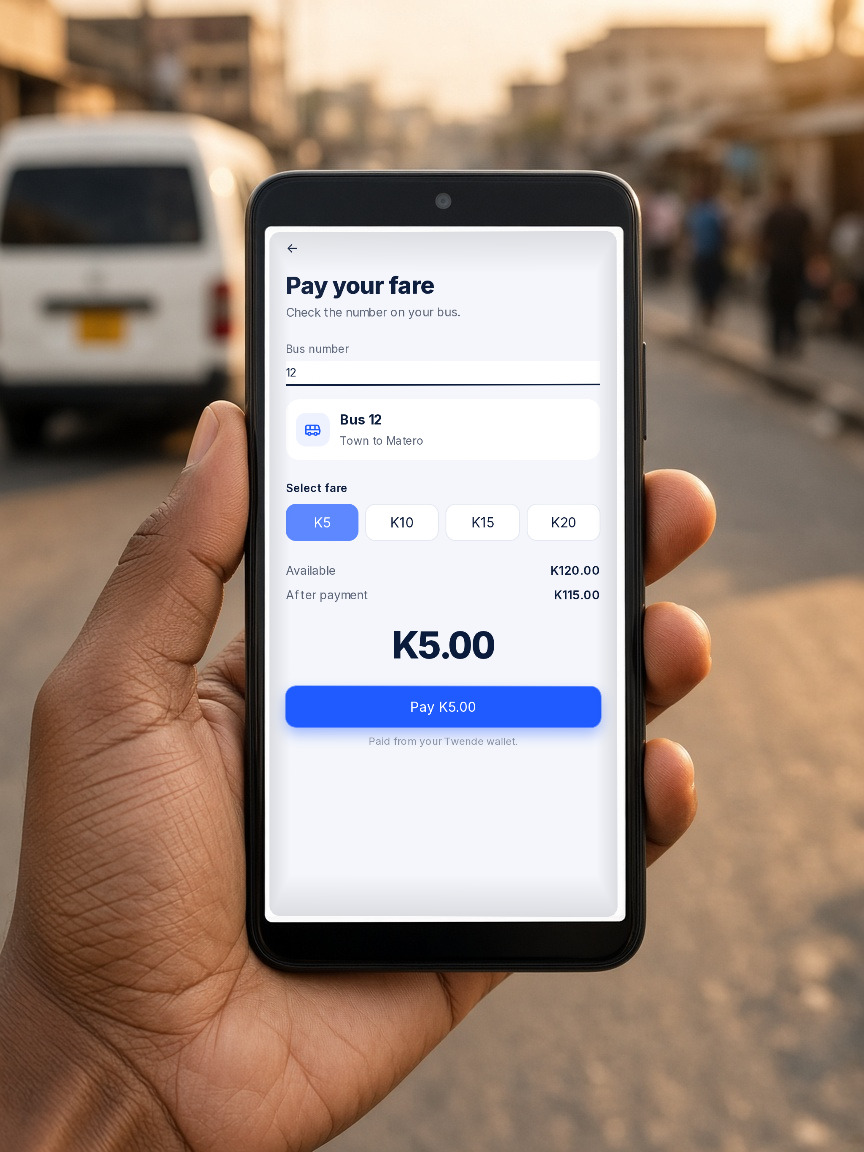 ←
Pay your fare
Check the number on your bus.
Bus number
12
Bus 12
Town to Matero
Select fare
K5 K10 K15 K20
Available K120.00
After payment K115.00
K5.00
Pay K5.00
Paid from your Twende wallet.